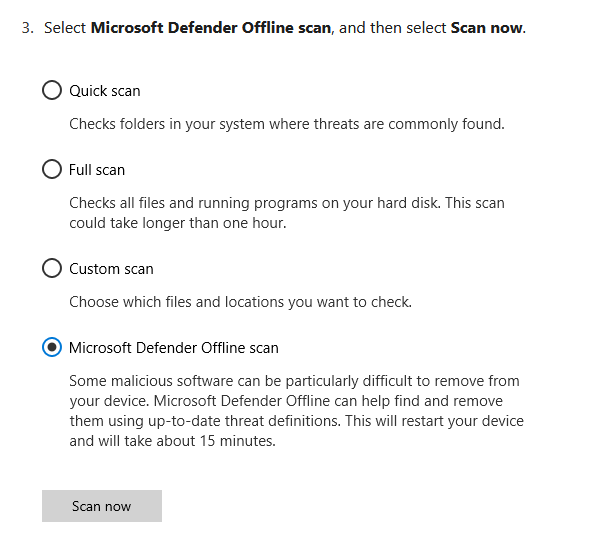 3. Select Microsoft Defender Offline scan, and then select Scan now.
Quick scan
Checks folders in your system where threats are commonly found.
Full scan
Checks all files and running programs on your hard disk. This scan
could take longer than one hour.
Custom scan
Choose which files and locations you want to check.
Microsoft Defender Offline scan
Some malicious software can be particularly difficult to remove from
your device. Microsoft Defender Offline can help find and remove
them using up-to-date threat definitions. This will restart your device
and will take about 15 minutes.
Scan now